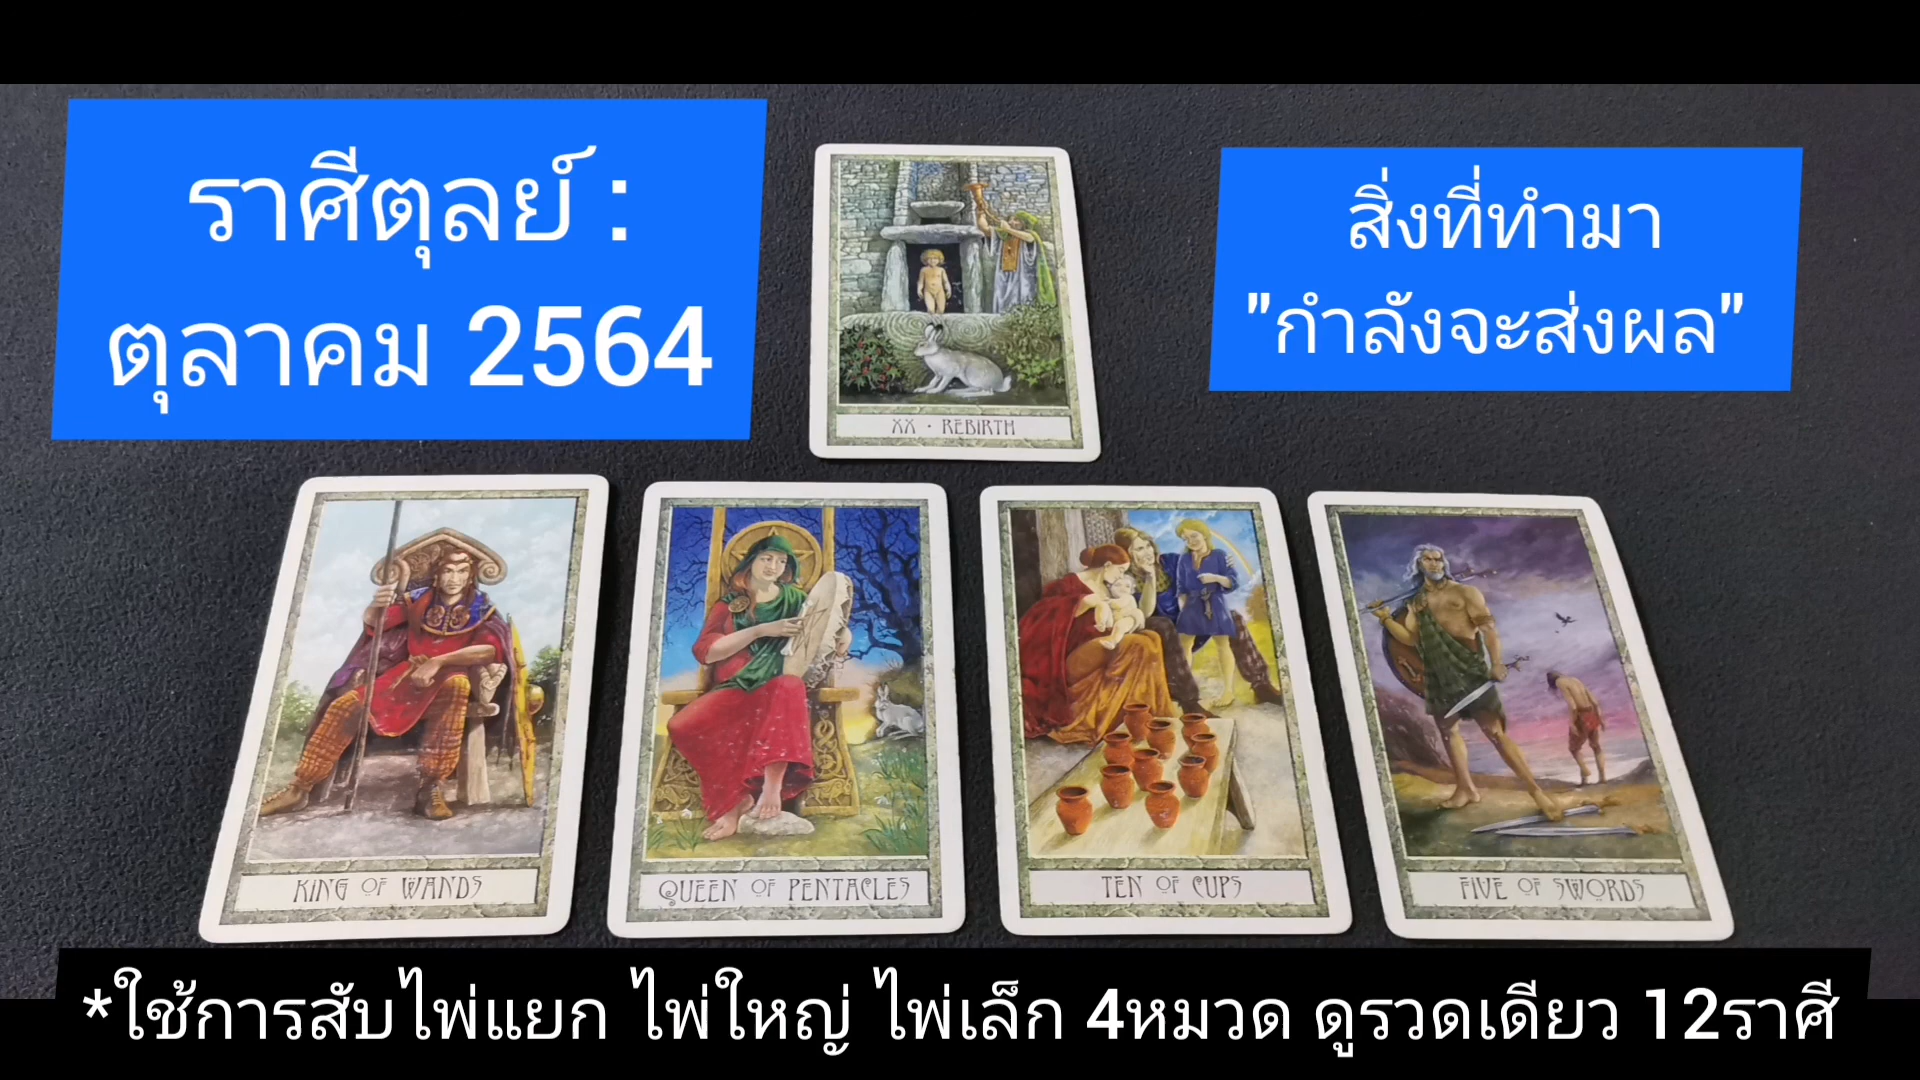 ราศีตุลย์ :
ตุลาคม 2564
สิ่งที่ทำมา
"กำลังจะส่งผล"
XX • REBIRTH
KING OF WANDS
QUEEN OF PENTACLES
TEN OF CUPS
FIVE OF SWORDS
*ใช้การสับไพ่แยก ไพ่ใหญ่ ไพ่เล็ก 4หมวด ดูรวดเดียว 12ราศี